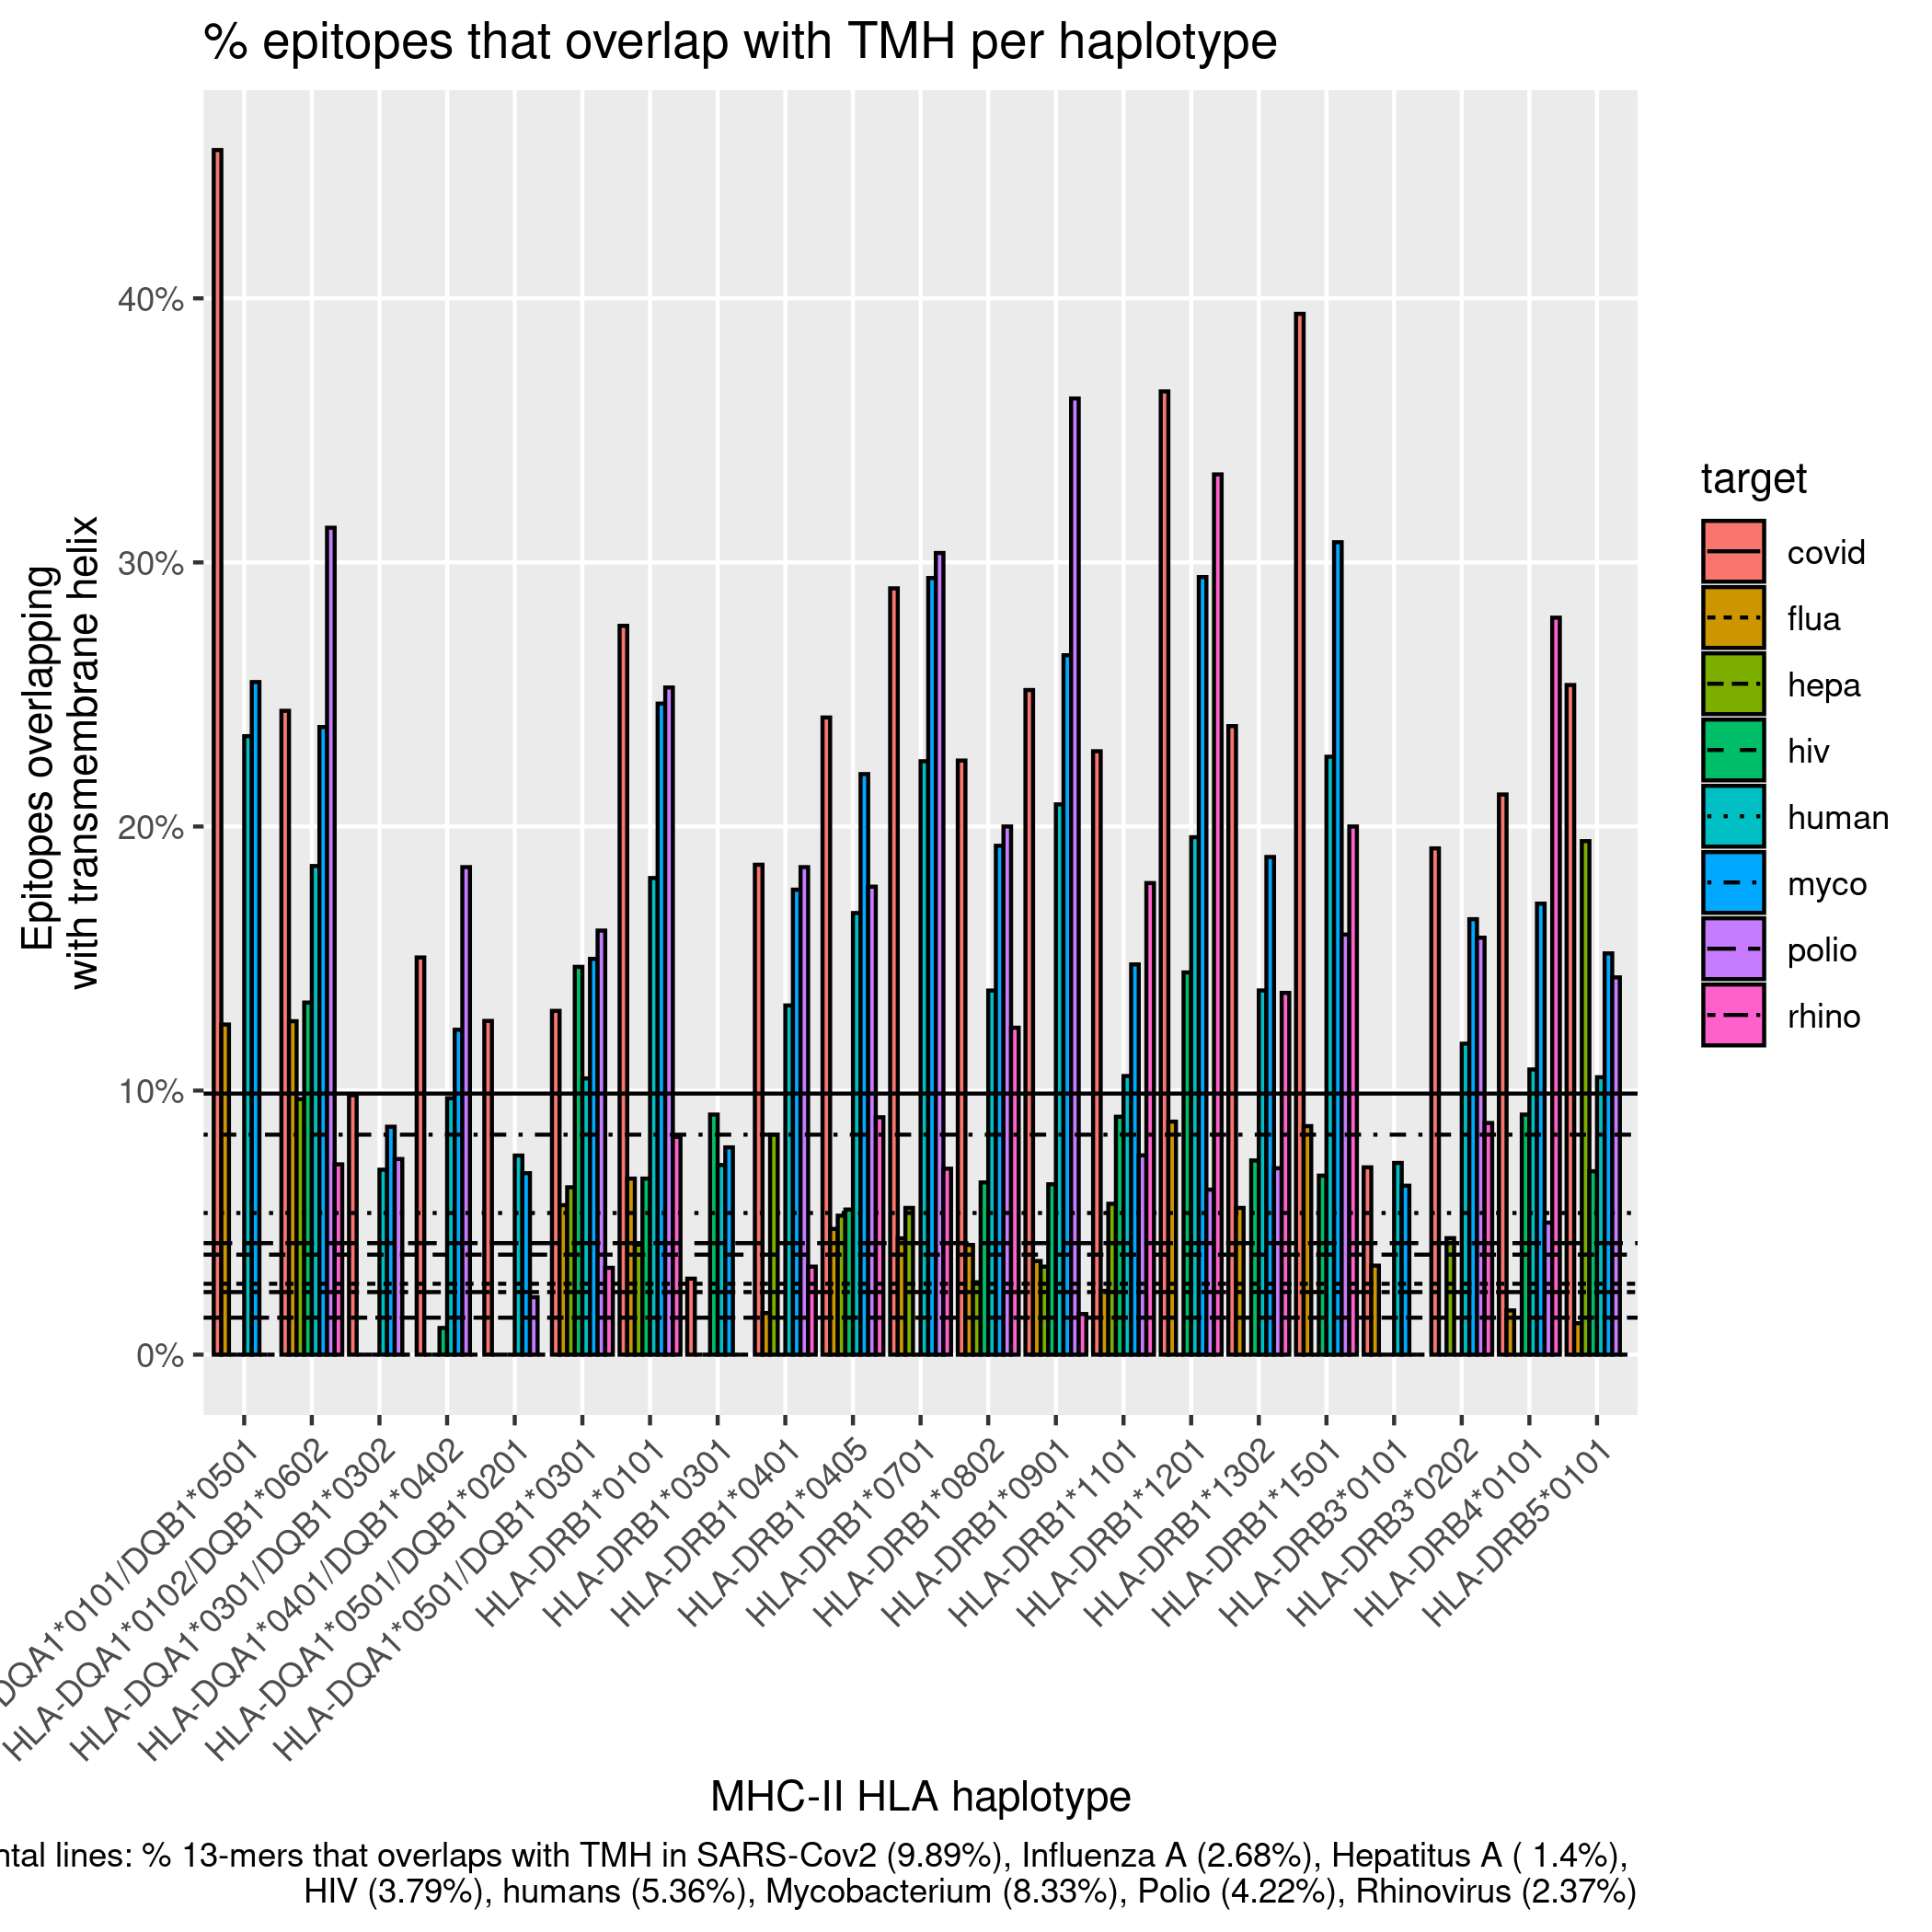 % epitopes that overlap with TMH per haplotype
Epitopes overlapping
with transmembrane helix
40%
30%
20%
10%
0%
DQA1*0101/DQB1*0501
HLA-DQA1*0102/DQB1*0602
HLA-DQA1*0301/DQB1*0302
HLA-DQA1*0401/DQB1*0402
HLA-DQA1*0501/DQB1*0201
HLA-DQA1*0501/DQB1*0301
HLA-DRB1*0101
HLA-DRB1*0301
HLA-DRB1*0401
HLA-DRB1*0405
HLA-DRB1*0701
HLA-DRB1*0802
HLA-DRB1*0901
HLA-DRB1*1101
HLA-DRB1*1201
HLA-DRB1*1302
HLA-DRB1*1501
HLA-DRB3*0101
HLA-DRB3*0202
HLA-DRB4*0101
HLA-DRB5*0101
MHC-II HLA haplotype
target
covid
flua
hepa
hiv
human
myco
polio
rhino
ntal lines: % 13-mers that overlaps with TMH in SARS-Cov2 (9.89%), Influenza A (2.68%), Hepatitus A ( 1.4%),
HIV (3.79%), humans (5.36%), Mycobacterium (8.33%), Polio (4.22%), Rhinovirus (2.37%)